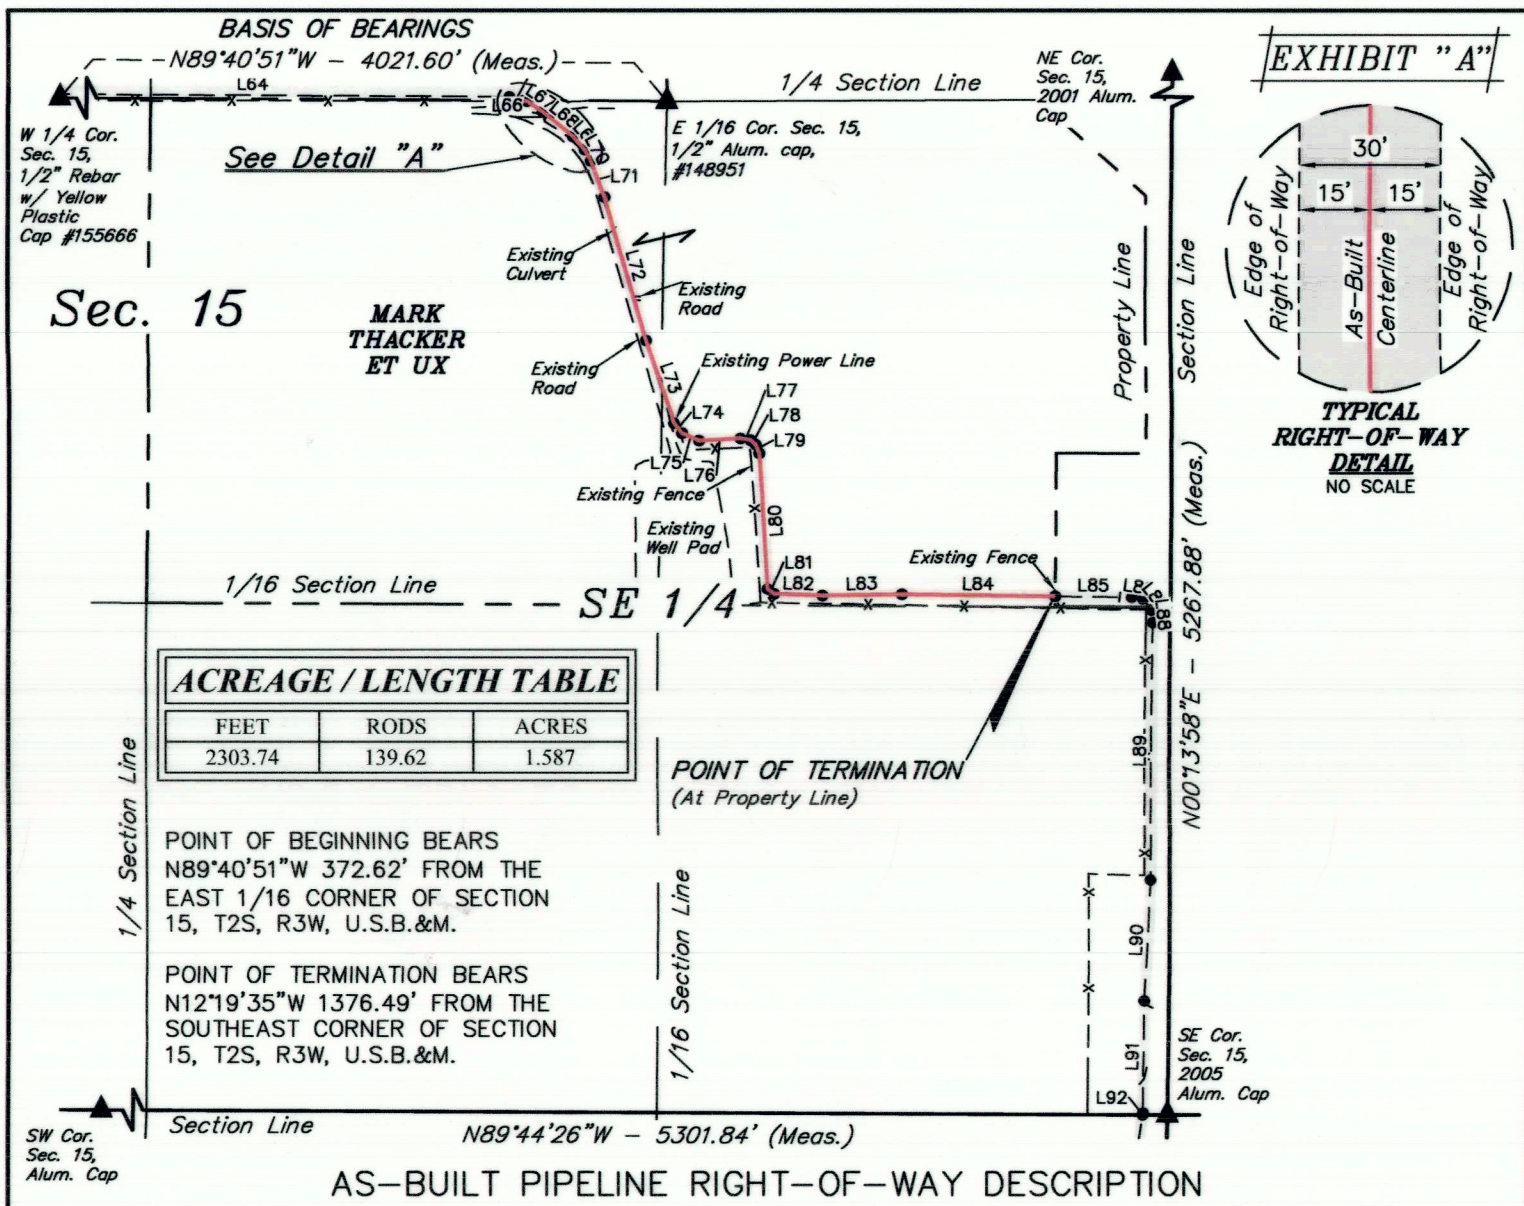 BASIS OF BEARINGS
N89°40'51"W - 4021.60' (Meas.)
L64
L66
L67
L68
L70
L71
1/4 Section Line
NE Cor.
Sec. 15,
2001 Alum.
Cap
EXHIBIT "A"
W 1/4 Cor.
Sec. 15,
1/2" Rebar
w/ Yellow
Plastic
Cap #155666
See Detail "A"
E 1/16 Cor. Sec. 15,
1/2" Alum. cap,
#148951
30'
15'
15'
Edge of
Right-of-Way
As-Built
Centerline
Edge of
Right-of-Way
TYPICAL
RIGHT-OF-WAY
DETAIL
NO SCALE
Existing
Culvert
L72
Existing
Road
Sec. 15
MARK
THACKER
ET UX
Existing
Road
L73
Existing Power Line
L74
L75
L76
L77
L78
L79
Existing Fence
Existing
Well Pad
L80
Property Line
Section Line
N00°13'58"E - 5267.88' (Meas.)
1/16 Section Line
SE 1/4
L81
L82
L83
L84
Existing Fence
L85
L88
L89
L90
L91
L92
ACREAGE / LENGTH TABLE
FEET RODS ACRES
2303.74 139.62 1.587
POINT OF TERMINATION
(At Property Line)
1/4 Section Line
POINT OF BEGINNING BEARS
N89°40'51"W 372.62' FROM THE
EAST 1/16 CORNER OF SECTION
15, T2S, R3W, U.S.B.&M.
POINT OF TERMINATION BEARS
N12°19'35"W 1376.49' FROM THE
SOUTHEAST CORNER OF SECTION
15, T2S, R3W, U.S.B.&M.
1/16 Section Line
SE Cor.
Sec. 15,
2005
Alum. Cap
SW Cor.
Sec. 15,
Alum. Cap
Section Line
N89°44'26"W - 5301.84' (Meas.)
AS-BUILT PIPELINE RIGHT-OF-WAY DESCRIPTION